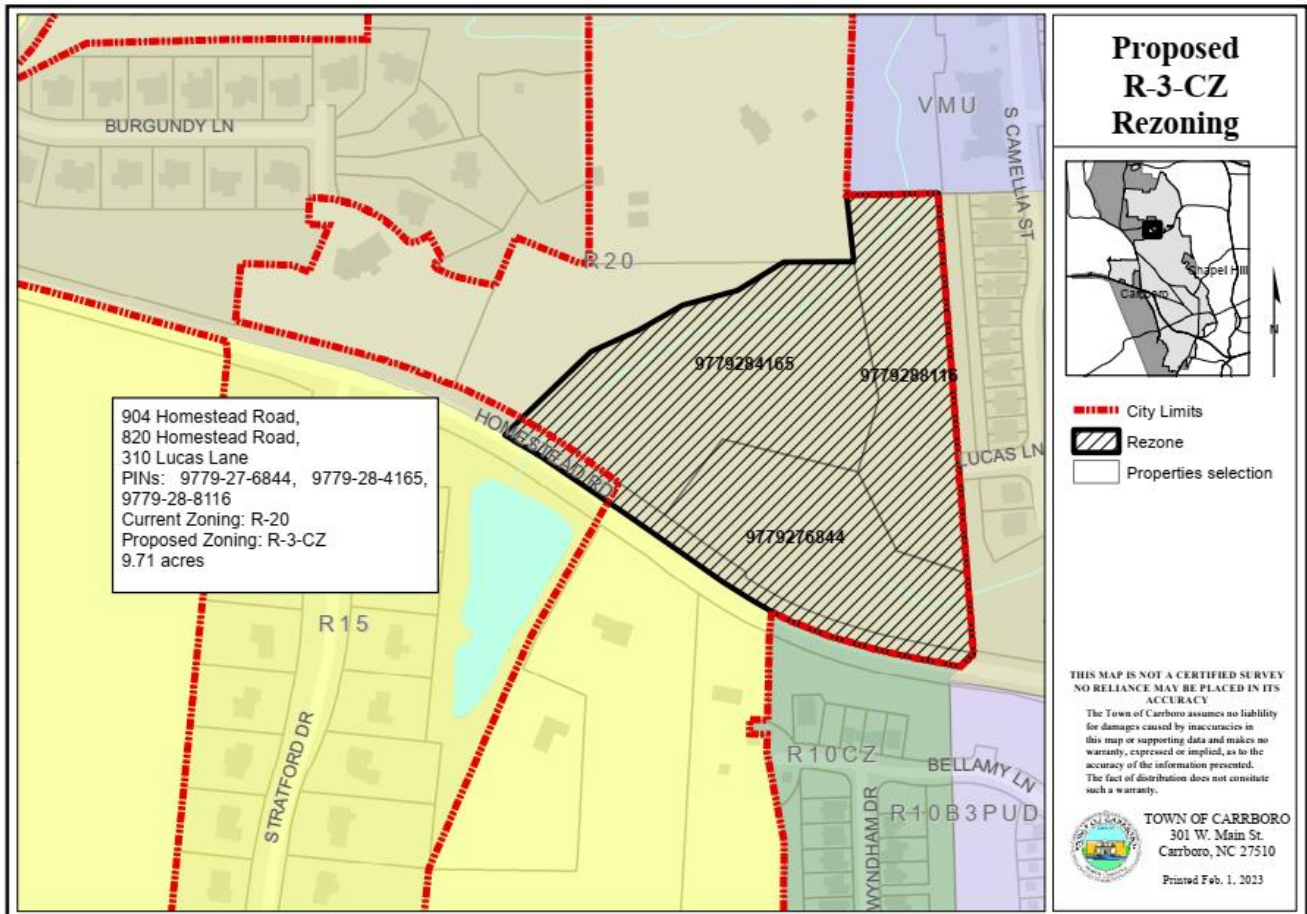 Proposed
R-3-CZ
Rezoning
BURGUNDY LN
VMU
S CAMELLIA ST
R20
9779284165
9779288116
HOMESTEAD RD
LUCAS LN
9779276844
904 Homestead Road,
820 Homestead Road,
310 Lucas Lane
PINs: 9779-27-6844, 9779-28-4165,
9779-28-8116
Current Zoning: R-20
Proposed Zoning: R-3-CZ
9.71 acres
R15
STRATFORD DR
R10CZ
BELLAMY LN
R10B3PUD
WYNDHAM DR
Chapel Hill
Carrboro
N
City Limits
Rezone
Properties selection
THIS MAP IS NOT A CERTIFIED SURVEY
NO RELIANCE MAY BE PLACED IN ITS
ACCURACY
The Town of Carrboro assumes no liablility
for damages caused by inaccuracies in
this map or supporting data and makes no
warranty, expressed or implied, as to the
accuracy of the information presented.
The fact of distribution does not consitute
such a warranty.
TOWN OF CARRBORO
301 W. Main St.
Carrboro, NC 27510
Printed Feb. 1, 2023